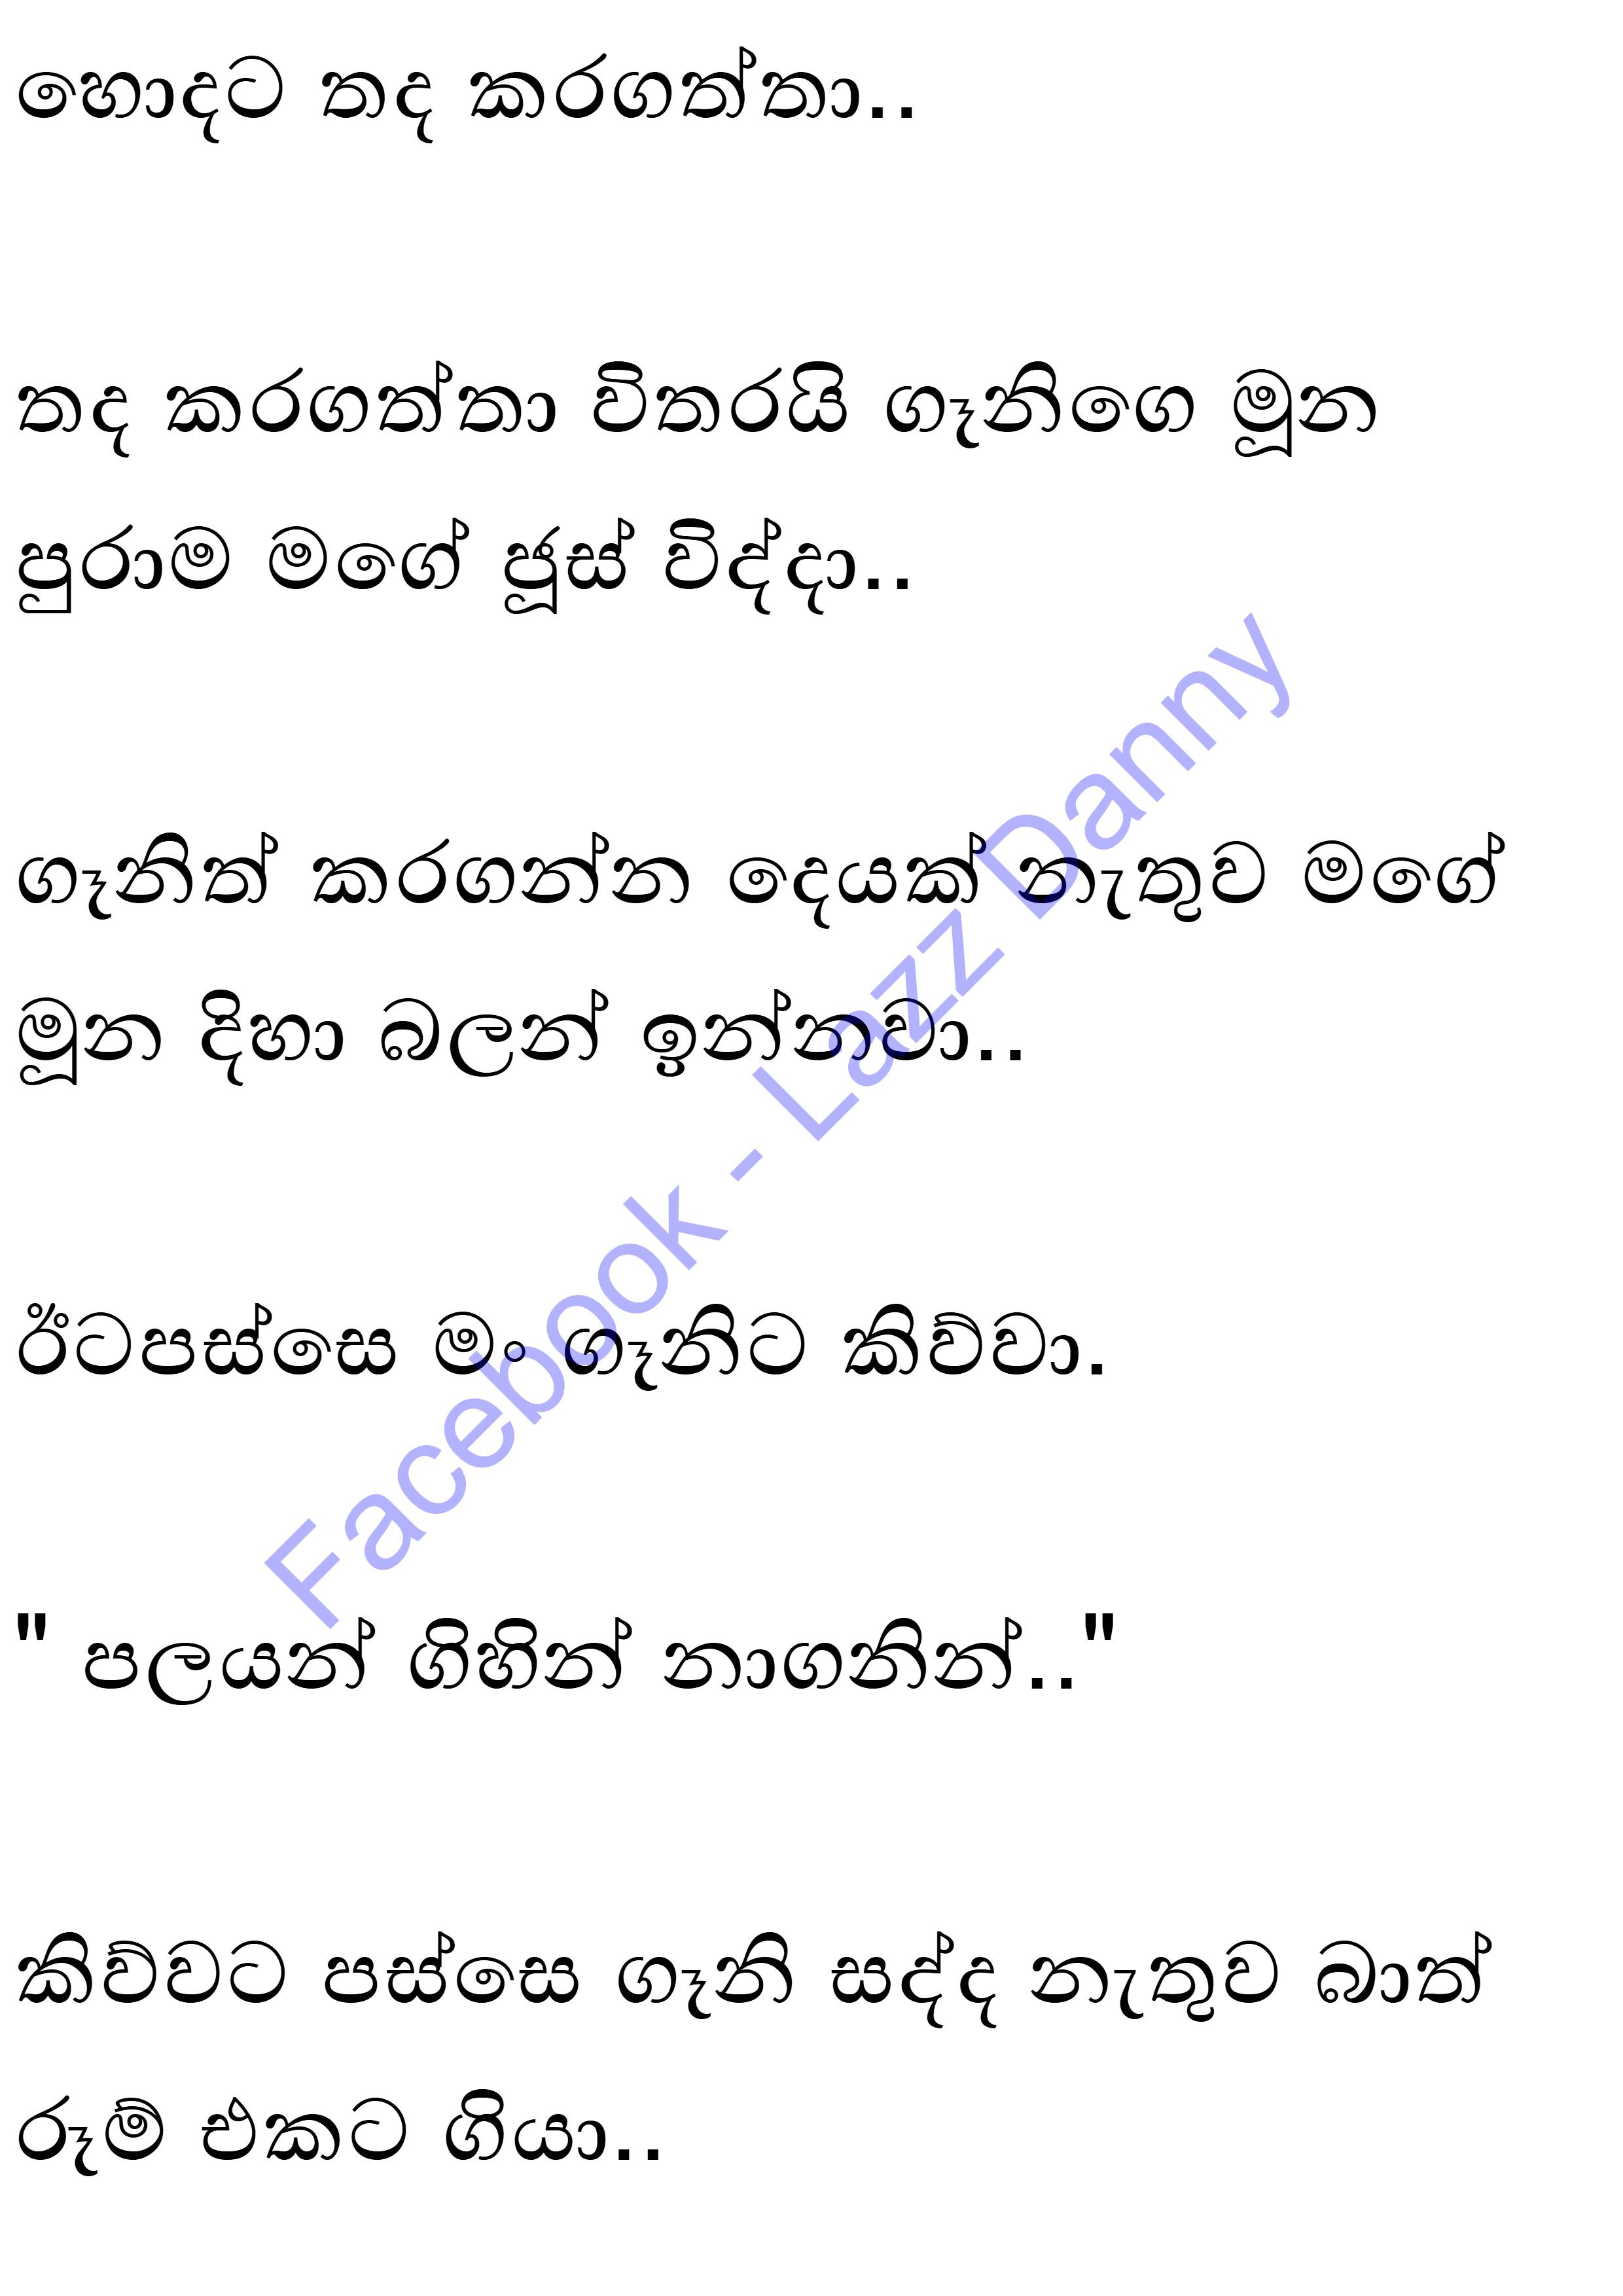 හොදට තද කරගත්තා..
තද කරගත්තා විතරයි ගෑනිගෙ මූන
පුරාම මගේ ජූස් විද්දා..
ගෑනිත් කරගන්න දෙයක් නැතුව මගේ
මූන දිහා බලන් ඉන්නවා..
ඊටපස්සෙ මං ගෑනිට කිව්වා.
" පලයන් ගිහින් නාගනින්.."
කිව්වට පස්සෙ ගෑනි සද්ද නැතුව බාත්
රූම් එකට ගියා..
Facebook - Lazz Danny